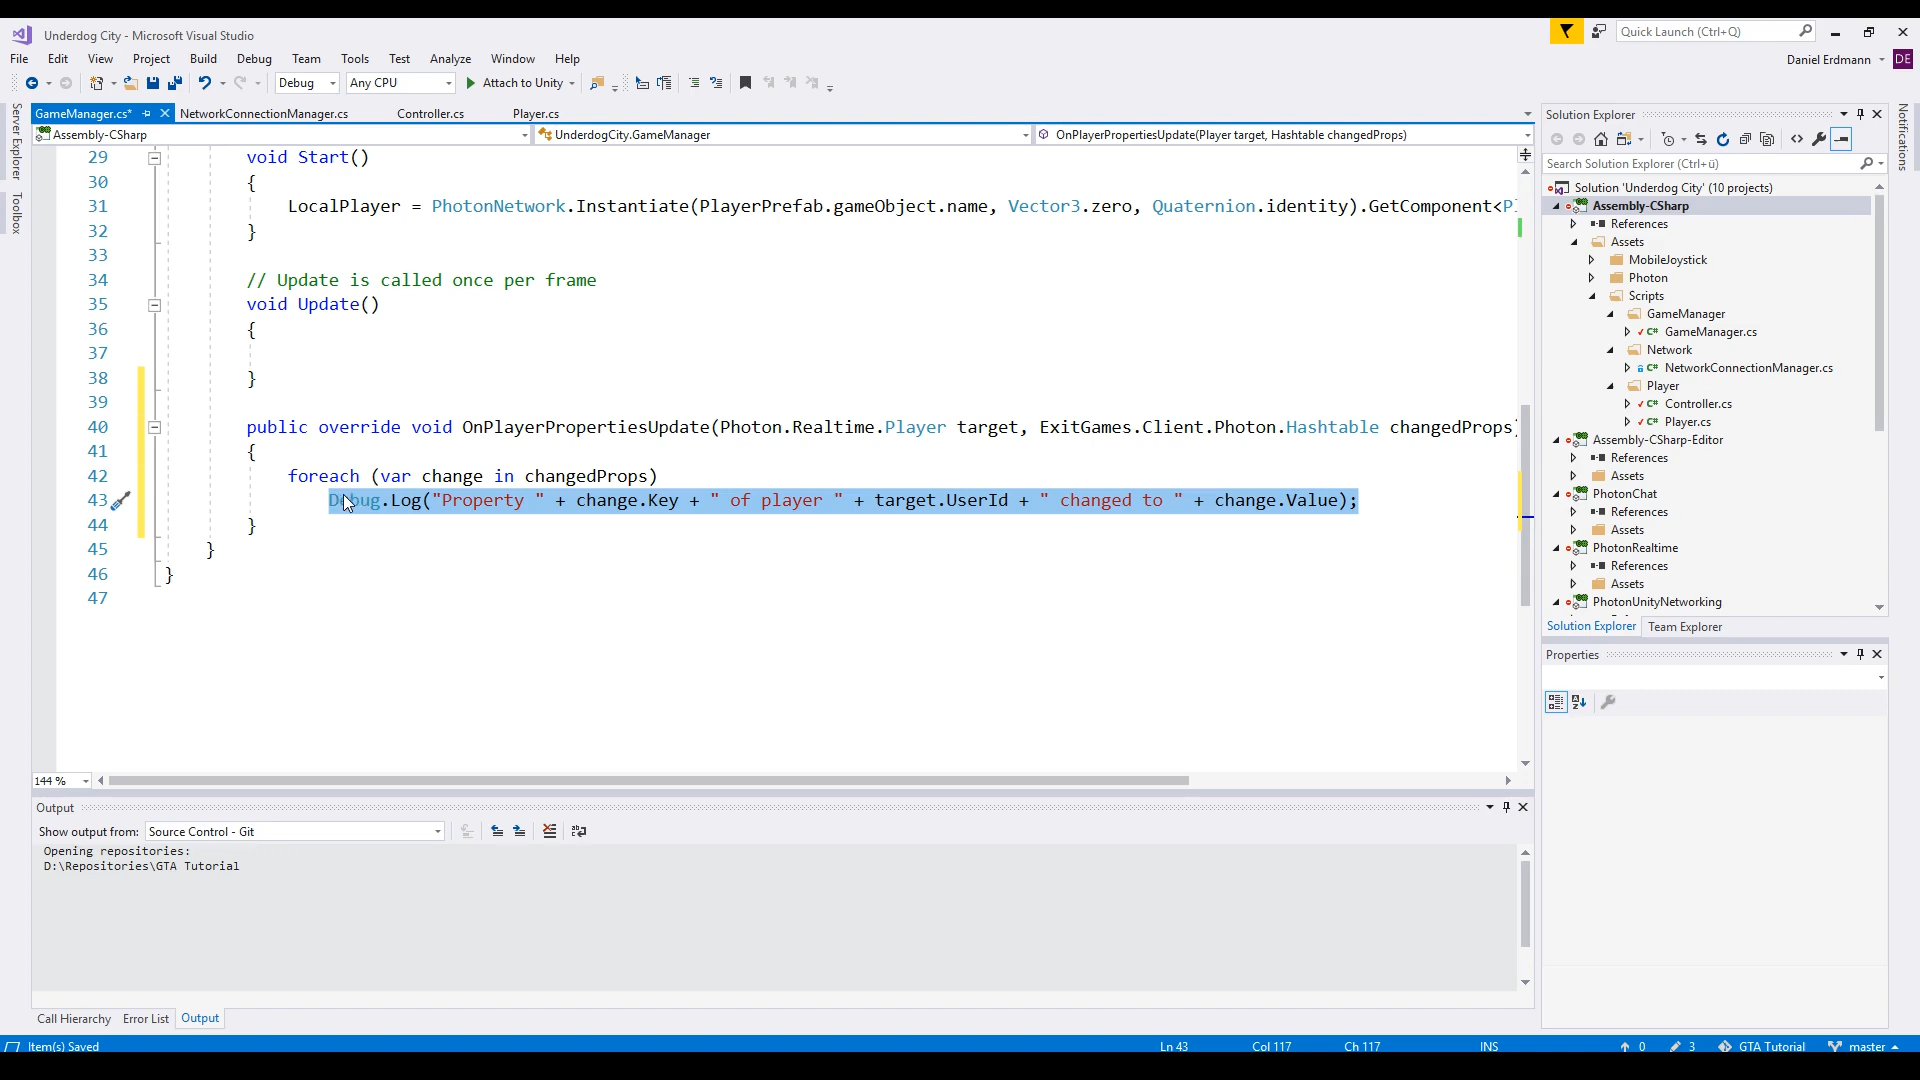 Underdog City - Microsoft Visual Studio
Quick Launch (Ctrl+Q)
File Edit View Project Build Debug Team Tools Test Analyze Window Help
Daniel Erdmann DE
Debug Any CPU Attach to Unity
Server Explorer
Toolbox
Notifications
GameManager.cs* NetworkConnectionManager.cs Controller.cs Player.cs
Assembly-CSharp UnderdogCity.GameManager OnPlayerPropertiesUpdate(Player target, Hashtable changedProps)
29 void Start()
30 {
31 LocalPlayer = PhotonNetwork.Instantiate(PlayerPrefab.gameObject.name, Vector3.zero, Quaternion.identity).GetComponent<Pl
32 }
33
34 // Update is called once per frame
35 void Update()
36 {
37
38 }
39
40 public override void OnPlayerPropertiesUpdate(Photon.Realtime.Player target, ExitGames.Client.Photon.Hashtable changedProps)
41 {
42 foreach (var change in changedProps)
43 Debug.Log("Property " + change.Key + " of player " + target.UserId + " changed to " + change.Value);
44 }
45 }
46 }
47
144 %
Output
Show output from: Source Control - Git
Opening repositories:
D:\Repositories\GTA Tutorial
Call Hierarchy Error List Output
Solution Explorer
Search Solution Explorer (Ctrl+ü)
Solution 'Underdog City' (10 projects)
Assembly-CSharp
References
Assets
MobileJoystick
Photon
Scripts
GameManager
C# GameManager.cs
Network
C# NetworkConnectionManager.cs
Player
C# Controller.cs
C# Player.cs
Assembly-CSharp-Editor
References
Assets
PhotonChat
References
Assets
PhotonRealtime
References
Assets
PhotonUnityNetworking
Solution Explorer Team Explorer
Properties
Item(s) Saved Ln 43 Col 117 Ch 117 INS 0 3 GTA Tutorial master